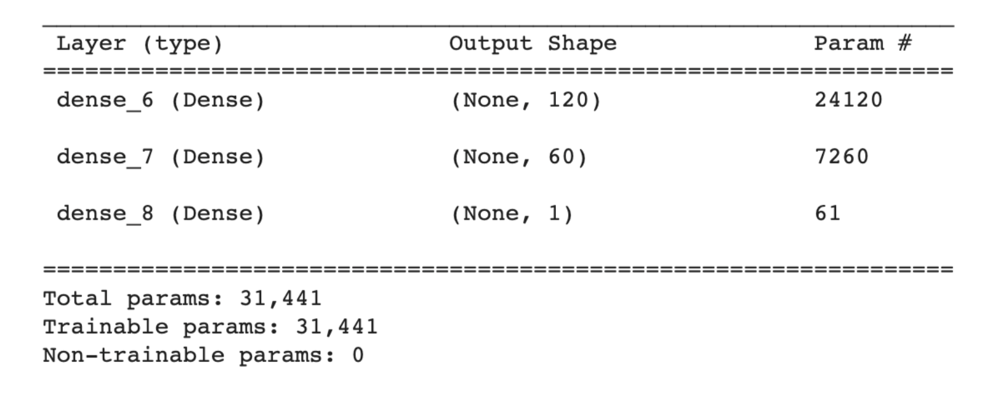 Layer (type) Output Shape Param #
=================================================================
dense_6 (Dense) (None, 120) 24120
dense_7 (Dense) (None, 60) 7260
dense_8 (Dense) (None, 1) 61
=================================================================
Total params: 31,441
Trainable params: 31,441
Non-trainable params: 0